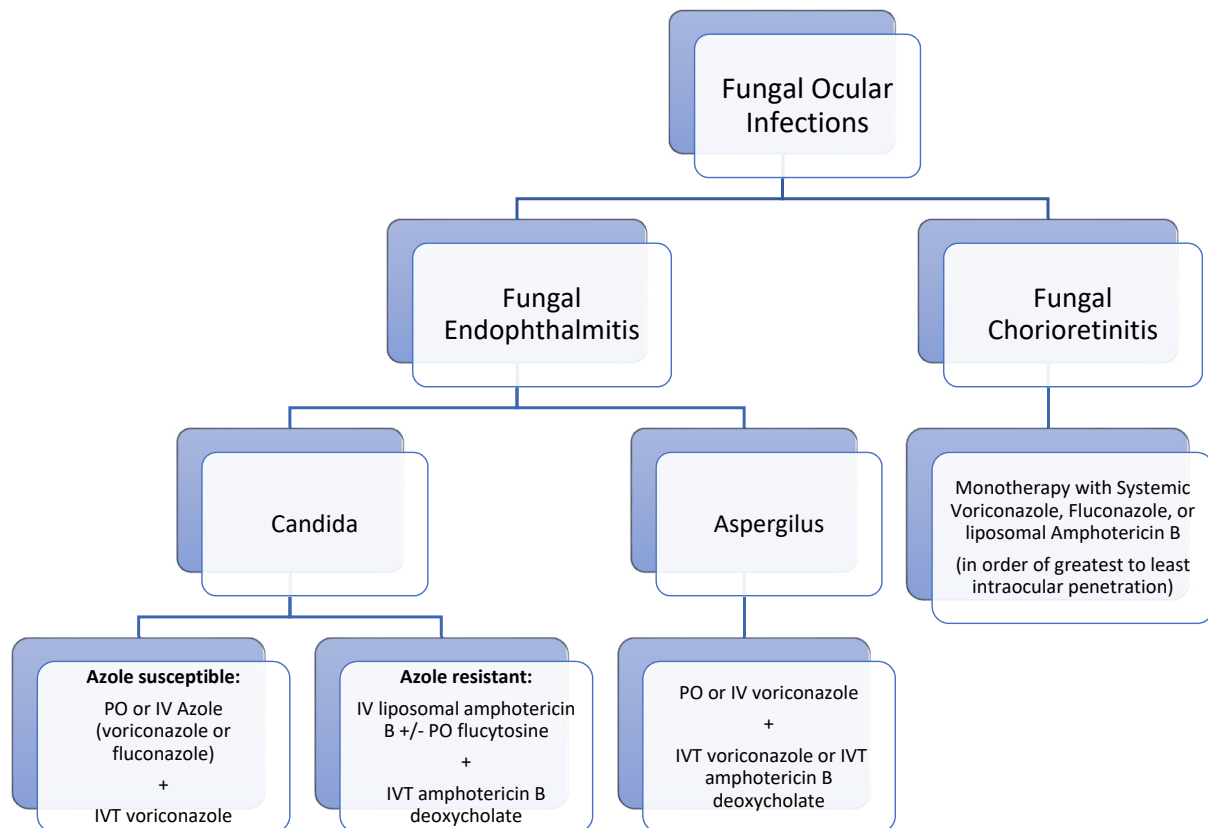 Fungal Ocular
Infections
Fungal
Endophthalmitis
Fungal
Chorioretinitis
Candida
Aspergilus
Monotherapy with Systemic
Voriconazole, Fluconazole, or
liposomal Amphotericin B
(in order of greatest to least
intraocular penetration)
Azole susceptible:
PO or IV Azole
(voriconazole or
fluconazole)
+
IVT voriconazole
Azole resistant:
IV liposomal amphotericin
B +/- PO flucytosine
+
IVT amphotericin B
deoxycholate
PO or IV voriconazole
+
IVT voriconazole or IVT
amphotericin B
deoxycholate